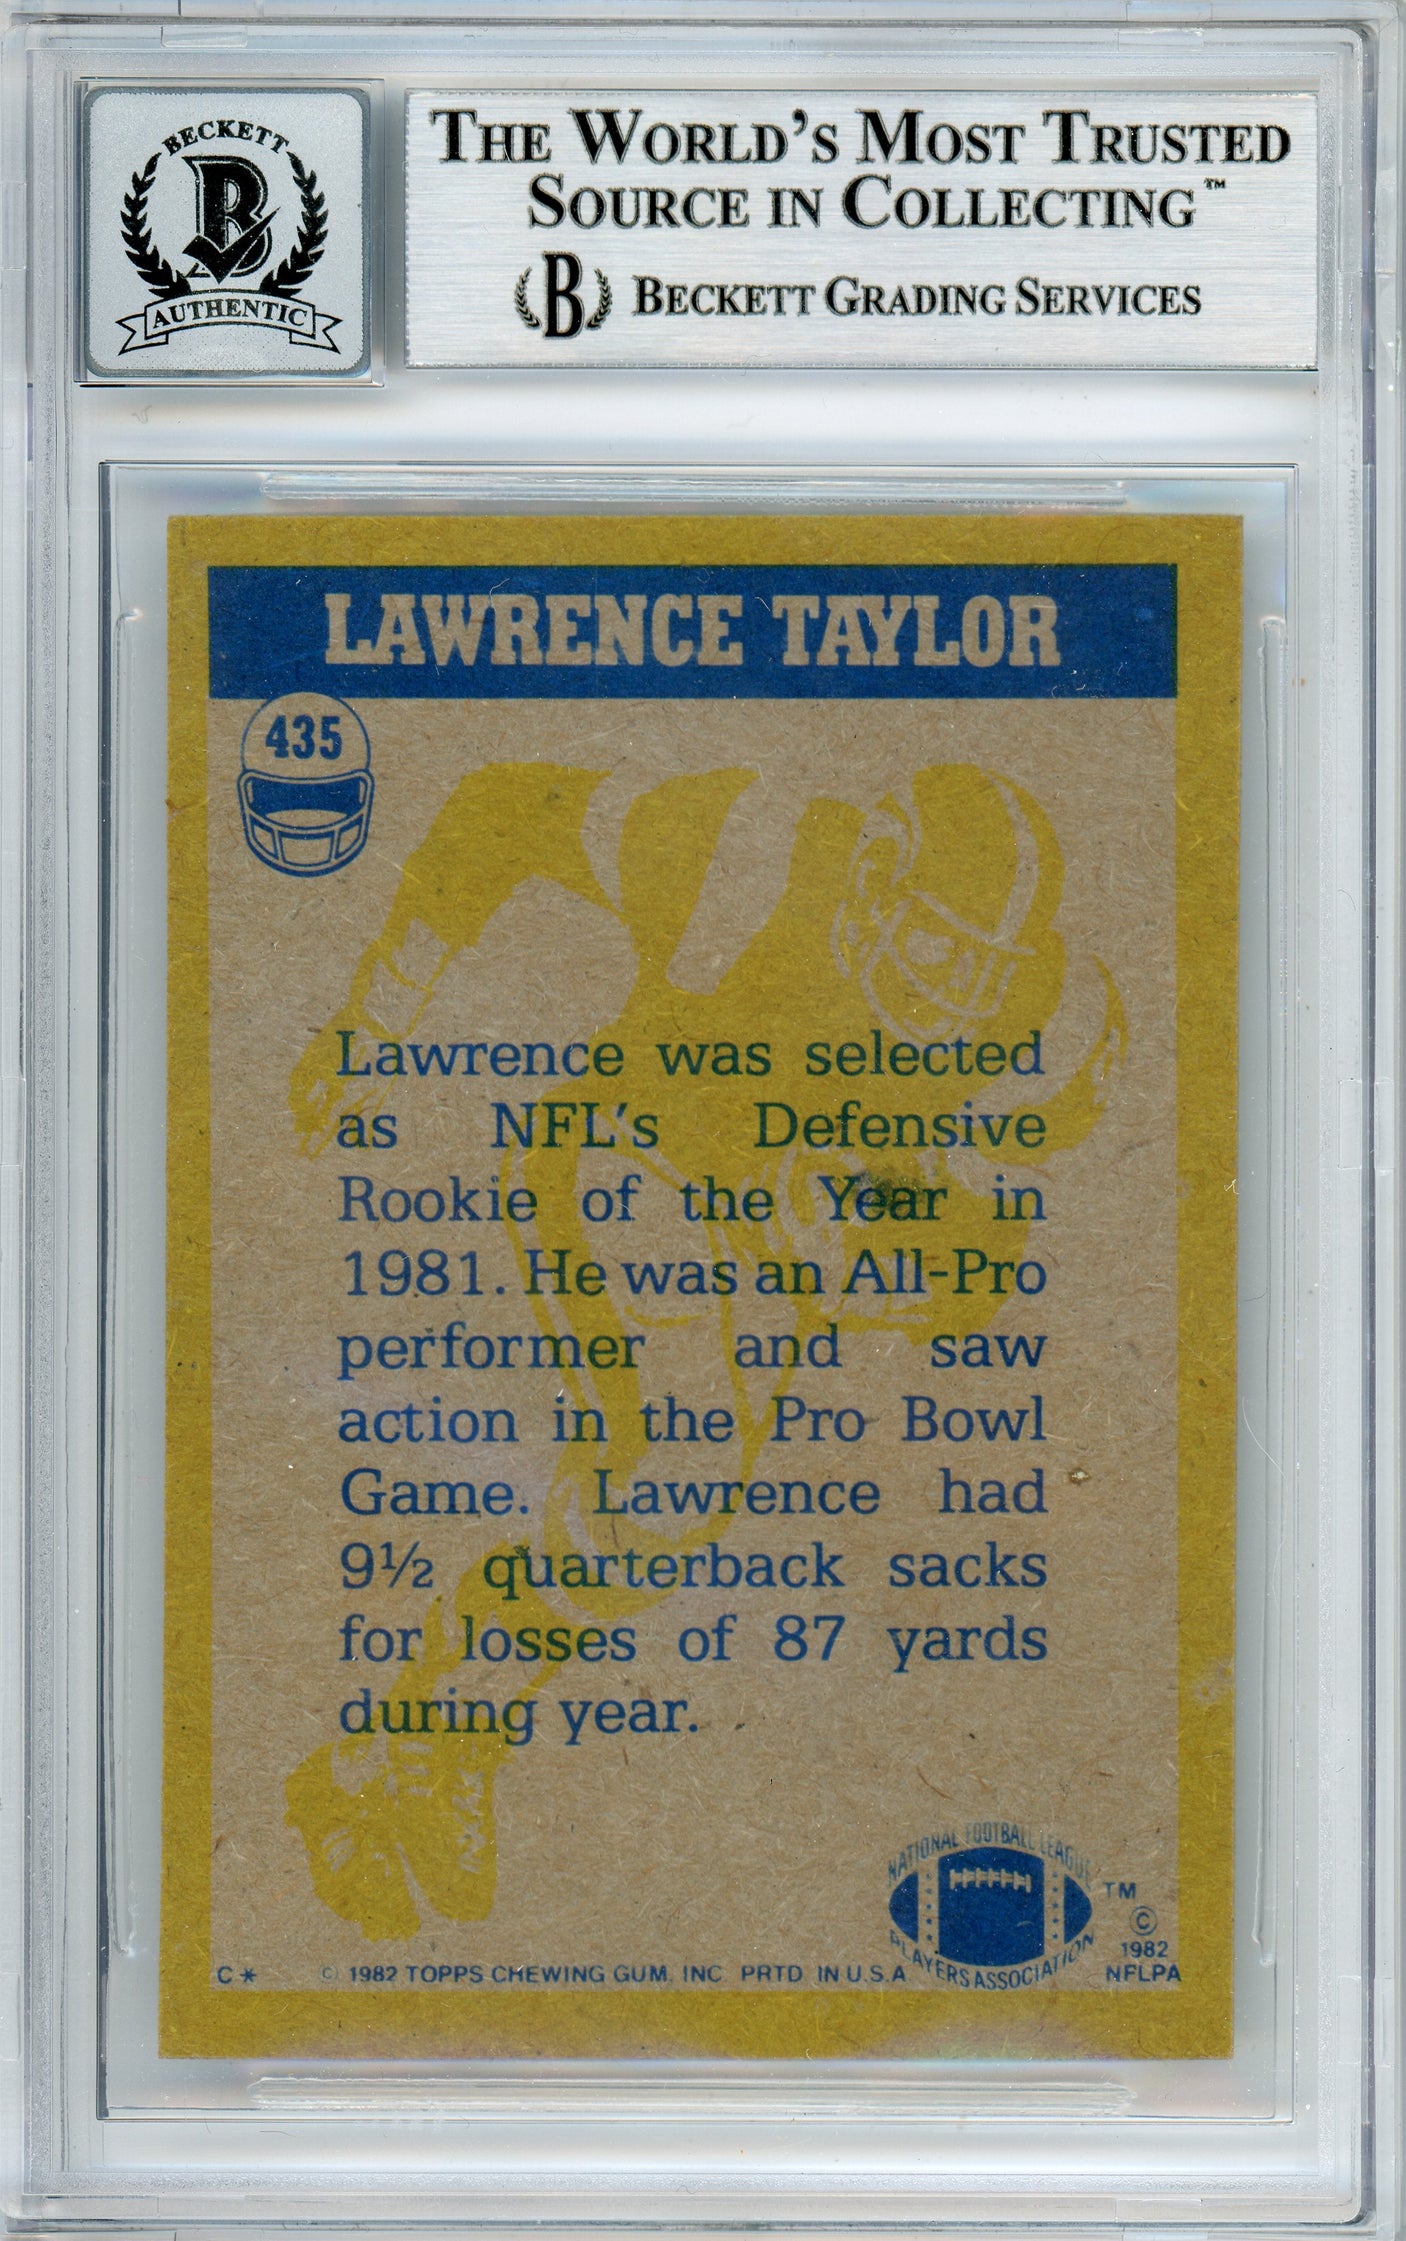 BECKETT
B
AUTHENTIC
THE WORLD'S MOST TRUSTED
SOURCE IN COLLECTING™
B BECKETT GRADING SERVICES
LAWRENCE TAYLOR
435
Lawrence was selected
as NFL's Defensive
Rookie of the Year in
1981. He was an All-Pro
performer and saw
action in the Pro Bowl
Game. Lawrence had
9½ quarterback sacks
for losses of 87 yards
during year.
NATIONAL FOOTBALL LEAGUE
PLAYERS ASSOCIATION
TM
©
1982
NFLPA
C* © 1982 TOPPS CHEWING GUM, INC PRTD IN U.S.A